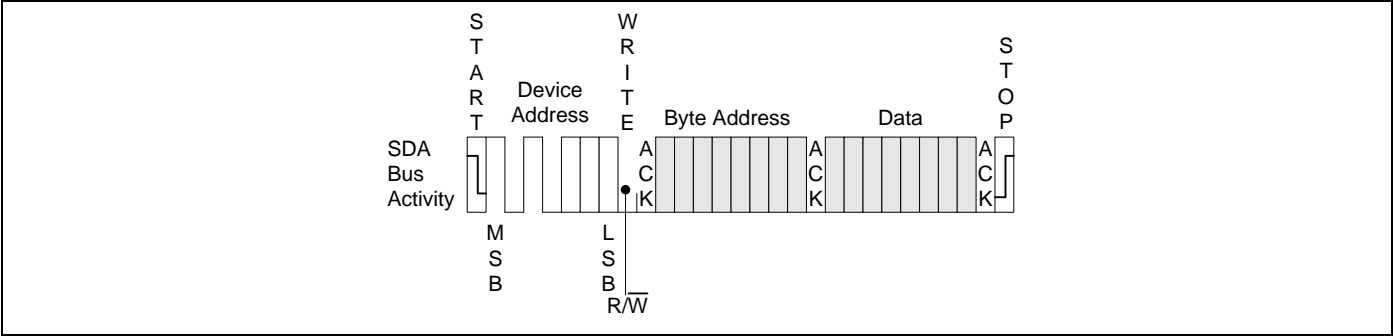 START
WRITE
STOP
Device
Address
Byte Address
Data
SDA
Bus
Activity
ACK
ACK
ACK
MSB
LSB
R/W̅